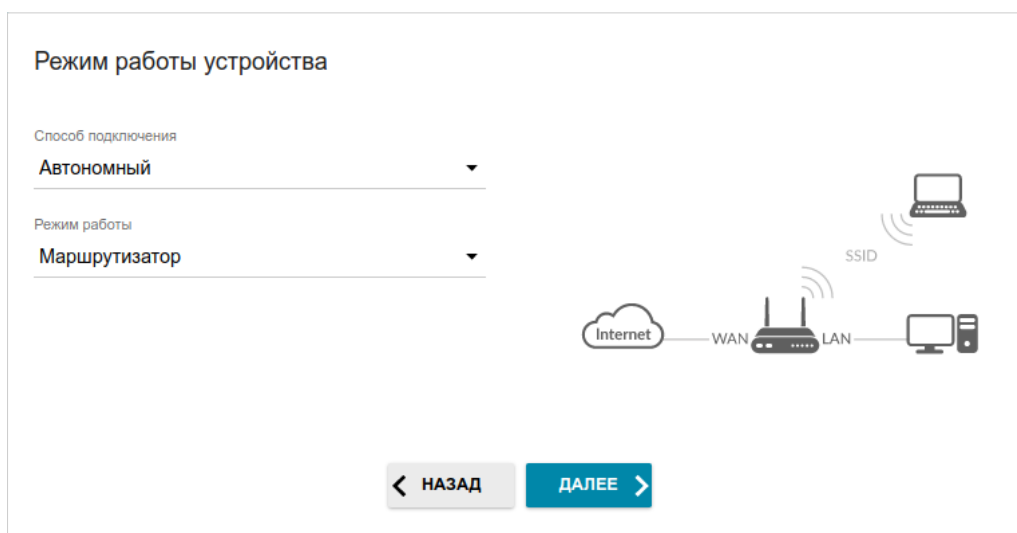 Режим работы устройства
Способ подключения
Автономный
Режим работы
Маршрутизатор
SSID
Internet
WAN
LAN
НАЗАД
ДАЛЕЕ